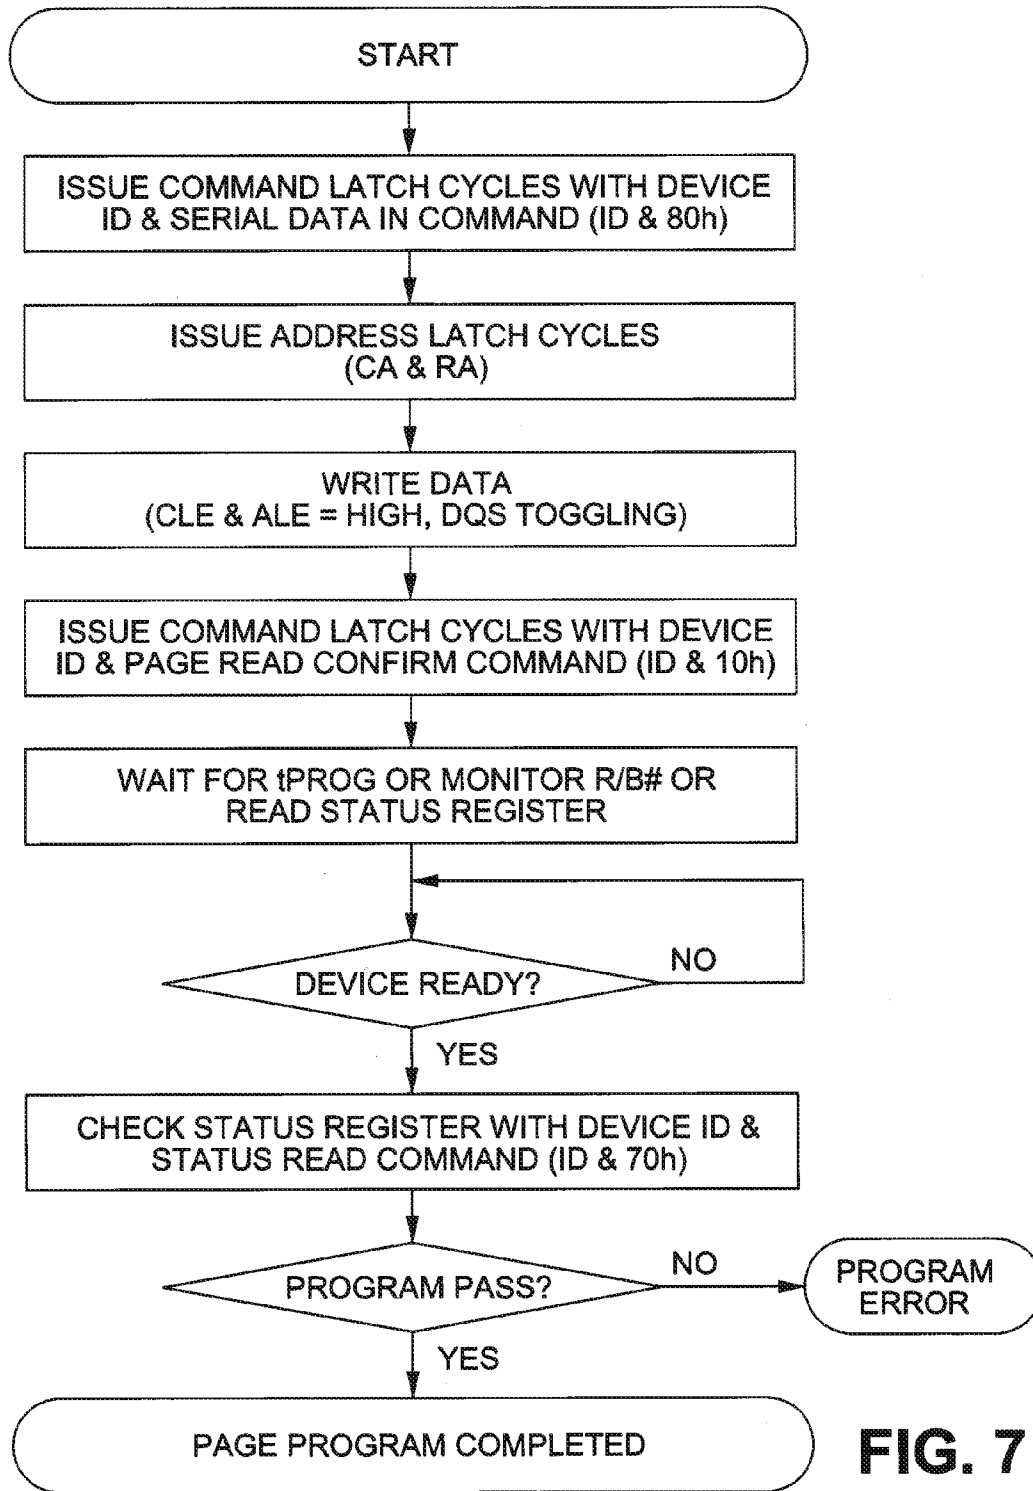 START
ISSUE COMMAND LATCH CYCLES WITH DEVICE
ID & SERIAL DATA IN COMMAND (ID & 80h)
ISSUE ADDRESS LATCH CYCLES
(CA & RA)
WRITE DATA
(CLE & ALE = HIGH, DQS TOGGLING)
ISSUE COMMAND LATCH CYCLES WITH DEVICE
ID & PAGE READ CONFIRM COMMAND (ID & 10h)
WAIT FOR tPROG OR MONITOR R/B# OR
READ STATUS REGISTER
DEVICE READY?
NO
YES
CHECK STATUS REGISTER WITH DEVICE ID &
STATUS READ COMMAND (ID & 70h)
PROGRAM PASS?
NO
PROGRAM
ERROR
YES
PAGE PROGRAM COMPLETED
FIG. 7